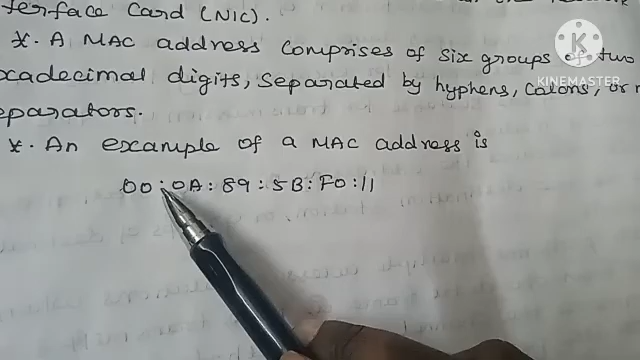 terface Card (NIC).
*. A MAC address comprises of six groups of two
xadecimal digits, separated by hyphens, colons, or n
eparators.
*. An example of a MAC address is
00:0A:89:5B:F0:11
KINEMASTER